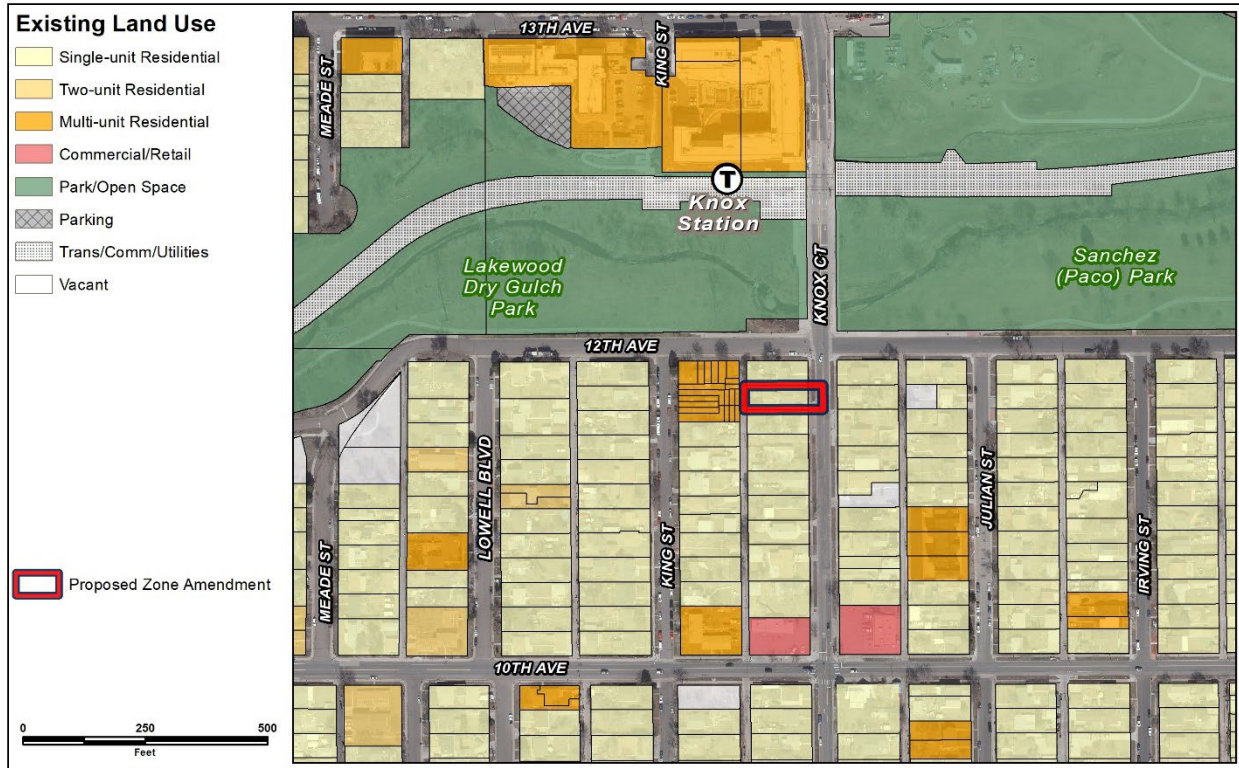 Existing Land Use
Single-unit Residential
Two-unit Residential
Multi-unit Residential
Commercial/Retail
Park/Open Space
Parking
Trans/Comm/Utilities
Vacant
Proposed Zone Amendment
0 250 500
Feet
13TH AVE
KING ST
MEADE ST
T
Knox
Station
KNOX CT
Lakewood
Dry Gulch
Park
Sanchez
(Paco) Park
12TH AVE
LOWELL BLVD
JULIAN ST
MEADE ST
KING ST
IRVING ST
10TH AVE